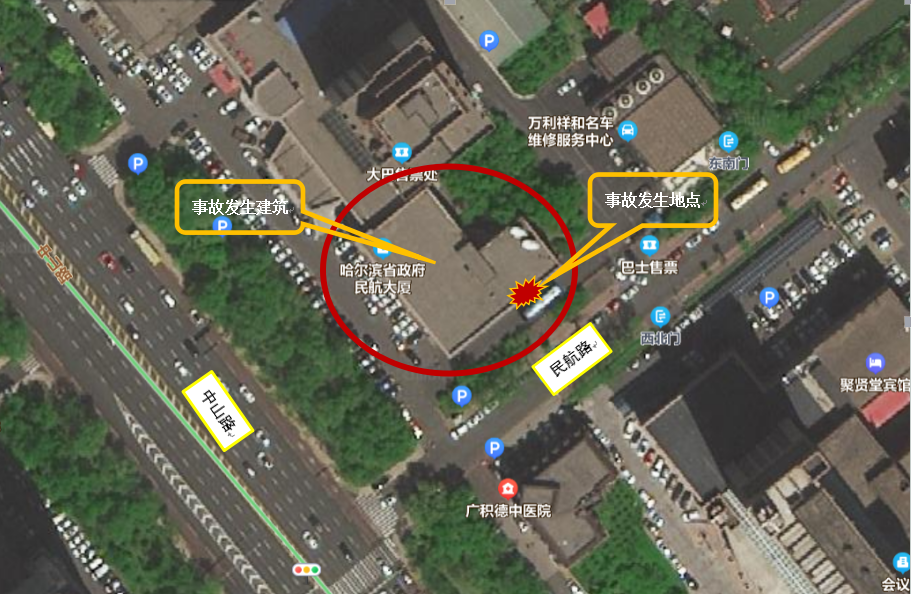 万利祥和名车
维修服务中心
东南门
大巴售票处
事故发生建筑
事故发生地点
巴士售票
哈尔滨省政府
民航大厦
西北门
民航路
聚贤堂宾馆
中山路
广积德中医院
会议
P
P
P
P
P
P